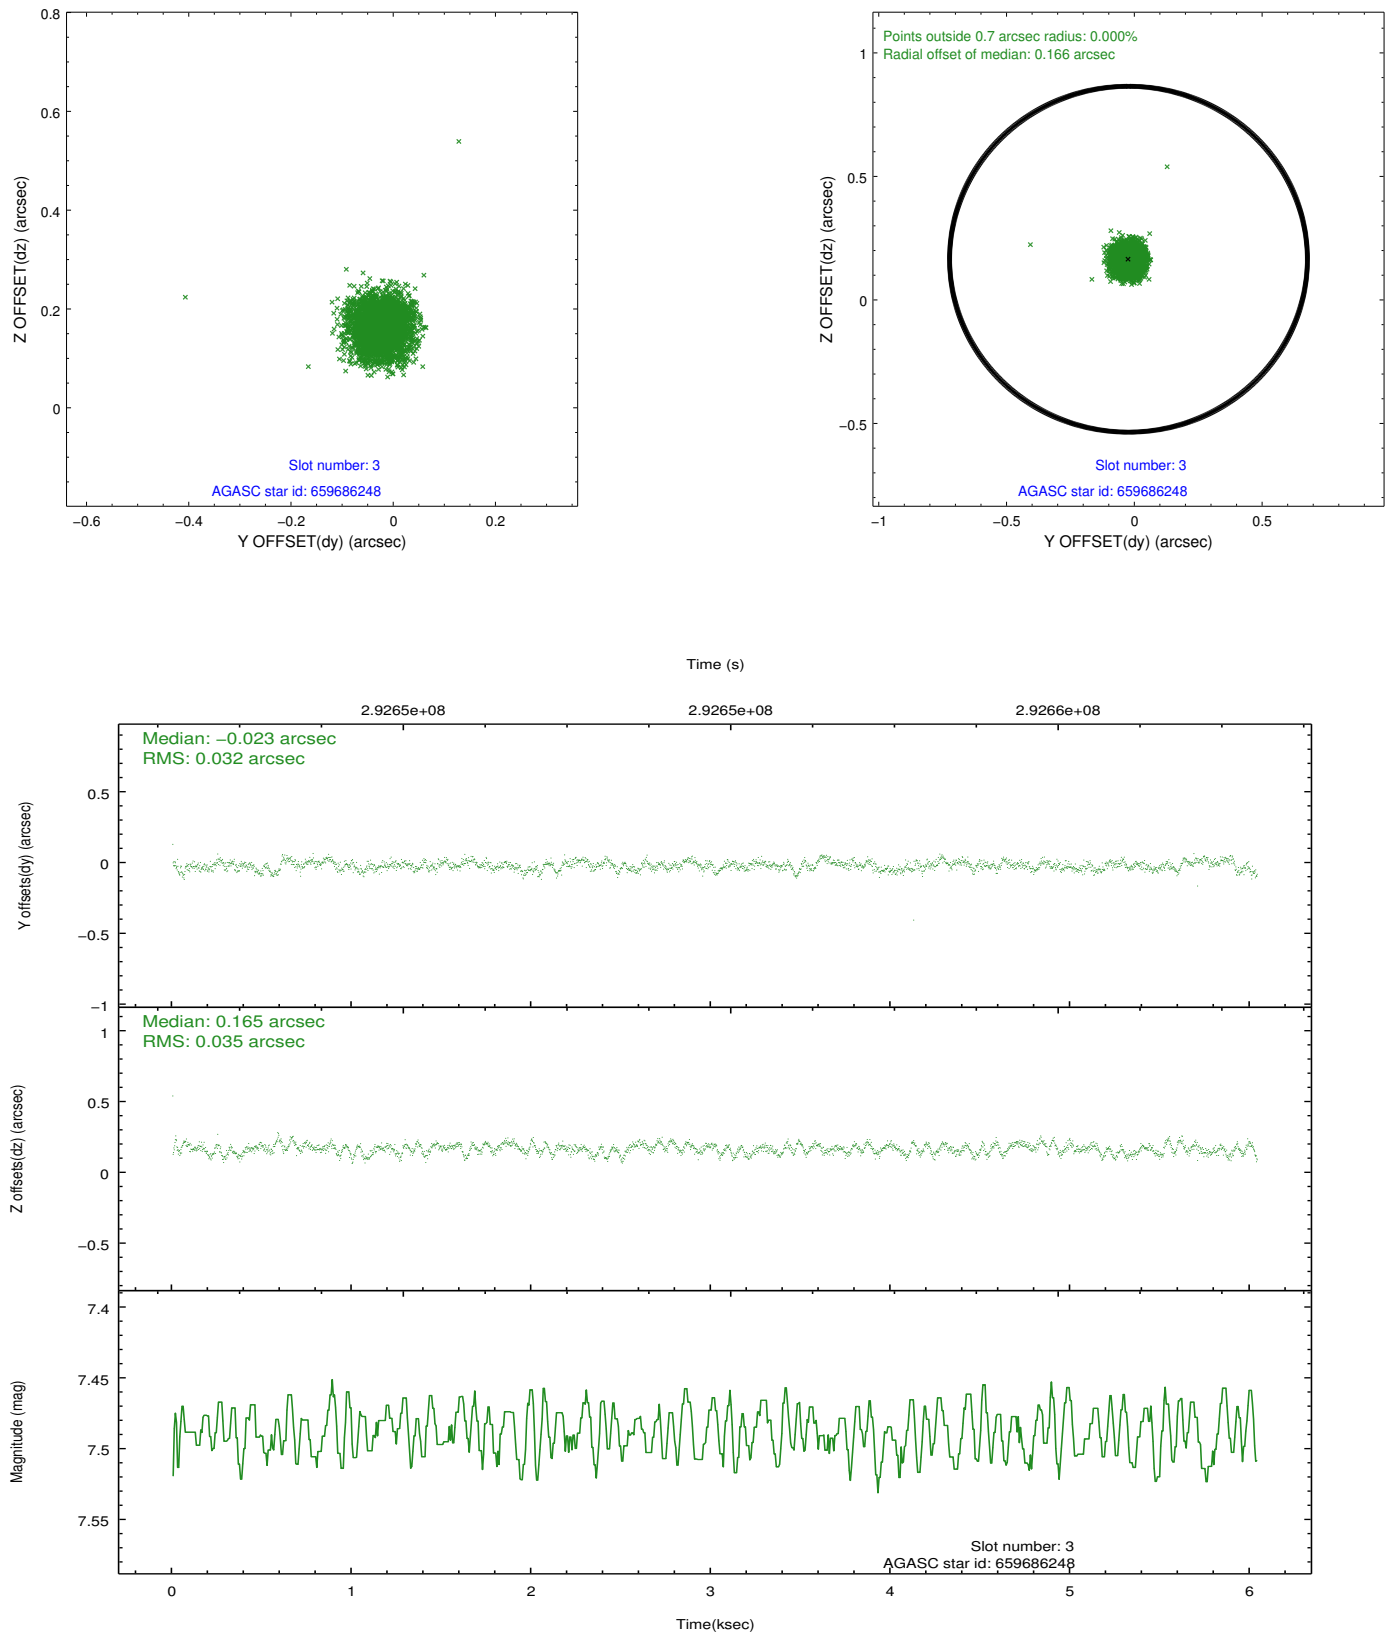 0.8
0.6
0.4
0.2
0
−0.6
−0.4
−0.2
0
0.2
Z OFFSET(dz) (arcsec)
Y OFFSET(dy) (arcsec)
Slot number: 3
AGASC star id: 659686248
Points outside 0.7 arcsec radius: 0.000%
Radial offset of median: 0.166 arcsec
1
0.5
0
−0.5
−1
−0.5
0
0.5
Z OFFSET(dz) (arcsec)
Y OFFSET(dy) (arcsec)
Slot number: 3
AGASC star id: 659686248
Time (s)
2.9265e+08
2.9265e+08
2.9266e+08
Median: −0.023 arcsec
RMS: 0.032 arcsec
0.5
0
−0.5
−1
Y offsets(dy) (arcsec)
Median: 0.165 arcsec
RMS: 0.035 arcsec
1
0.5
0
−0.5
Z offsets(dz) (arcsec)
7.4
7.45
7.5
7.55
Magnitude (mag)
Slot number: 3
AGASC star id: 659686248
0
1
2
3
4
5
6
Time(ksec)